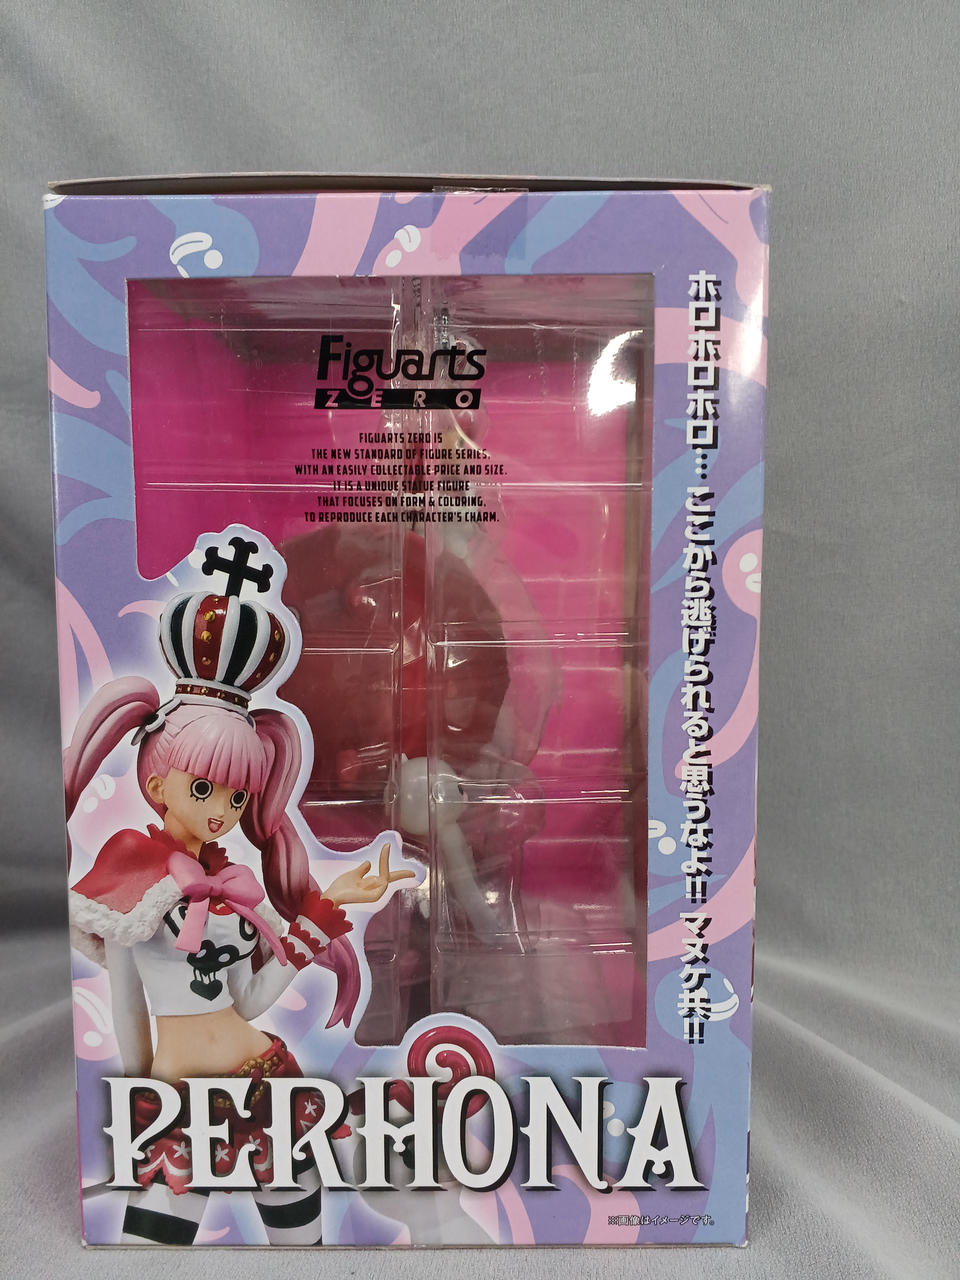 Figuarts
ZERO
FIGUARTS ZERO IS
THE NEW STANDARD OF FIGURE SERIES,
WITH AN EASILY COLLECTABLE PRICE AND SIZE.
IT IS A UNIQUE STATUE FIGURE
THAT FOCUSES ON FORM & COLORING,
TO REPRODUCE EACH CHARACTER'S CHARM.
ホロホロホロ…ここから逃げられると思うなよ!! マヌケ共!!
PERHONA
※画像はイメージです。